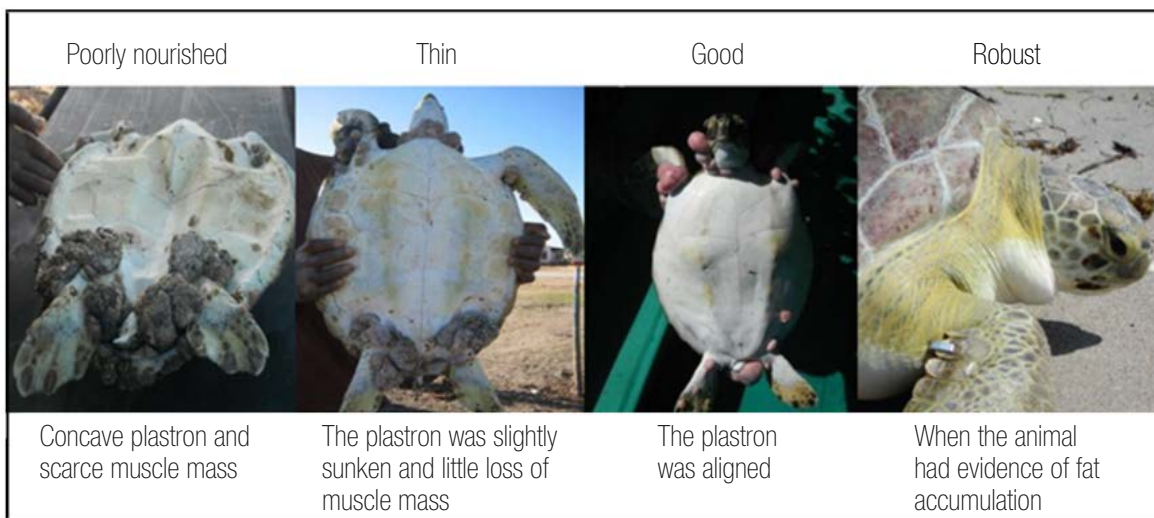 Poorly nourished
Thin
Good
Robust
Concave plastron and
scarce muscle mass
The plastron was slightly
sunken and little loss of
muscle mass
The plastron
was aligned
When the animal
had evidence of fat
accumulation